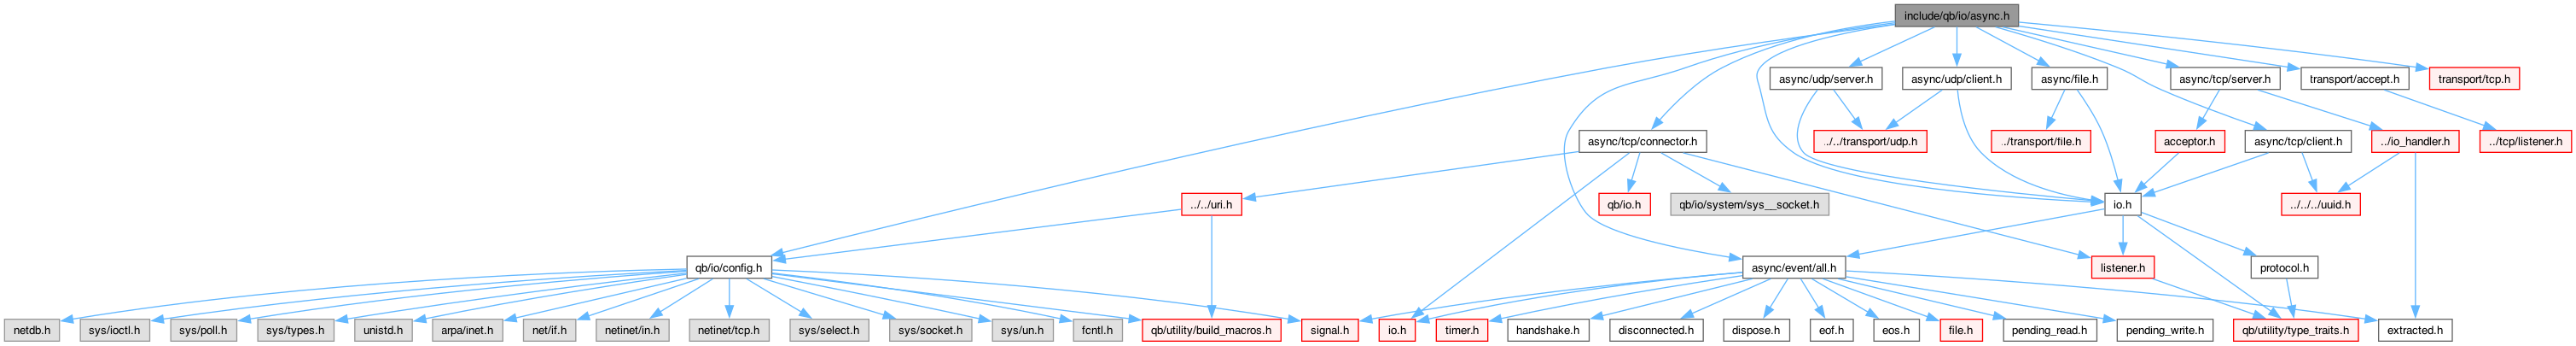 include/qb/io/async.h
async/udp/server.h
async/udp/client.h
async/file.h
async/tcp/server.h
transport/accept.h
transport/tcp.h
async/tcp/connector.h
../../transport/udp.h
../transport/file.h
acceptor.h
async/tcp/client.h
../io_handler.h
../tcp/listener.h
../../uri.h
qb/io.h
qb/io/system/sys__socket.h
io.h
../../../uuid.h
qb/io/config.h
async/event/all.h
listener.h
protocol.h
netdb.h
sys/ioctl.h
sys/poll.h
sys/types.h
unistd.h
arpa/inet.h
net/if.h
netinet/in.h
netinet/tcp.h
sys/select.h
sys/socket.h
sys/un.h
fcntl.h
qb/utility/build_macros.h
signal.h
io.h
timer.h
handshake.h
disconnected.h
dispose.h
eof.h
eos.h
file.h
pending_read.h
pending_write.h
qb/utility/type_traits.h
extracted.h